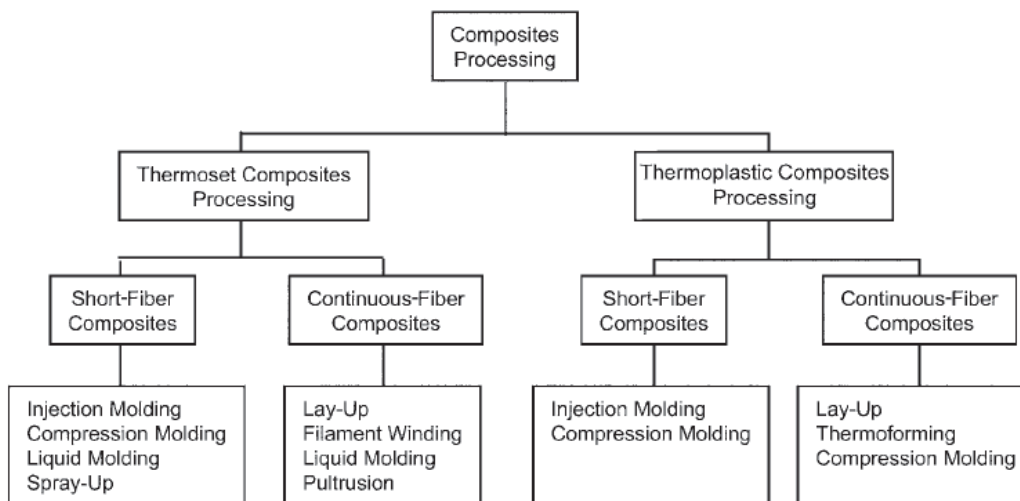 Composites
Processing
Thermoset Composites
Processing
Thermoplastic Composites
Processing
Short-Fiber
Composites
Continuous-Fiber
Composites
Short-Fiber
Composites
Continuous-Fiber
Composites
Injection Molding
Compression Molding
Liquid Molding
Spray-Up
Lay-Up
Filament Winding
Liquid Molding
Pultrusion
Injection Molding
Compression Molding
Lay-Up
Thermoforming
Compression Molding